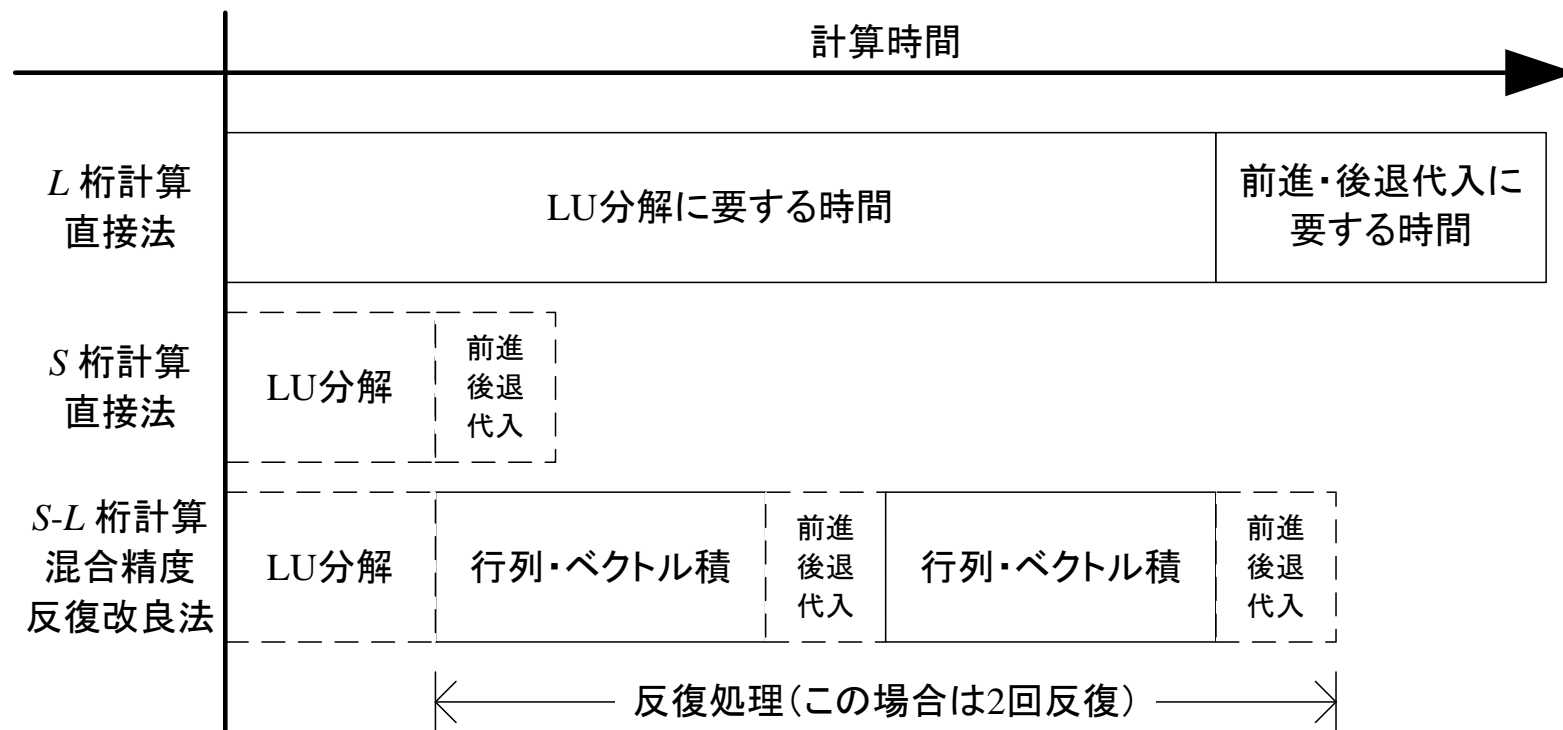 計算時間
L 桁計算
直接法
LU分解に要する時間
前進・後退代入に
要する時間
S 桁計算
直接法
LU分解
前進
後退
代入
S-L 桁計算
混合精度
反復改良法
LU分解
行列・ベクトル積
前進
後退
代入
行列・ベクトル積
前進
後退
代入
反復処理(この場合は2回反復)